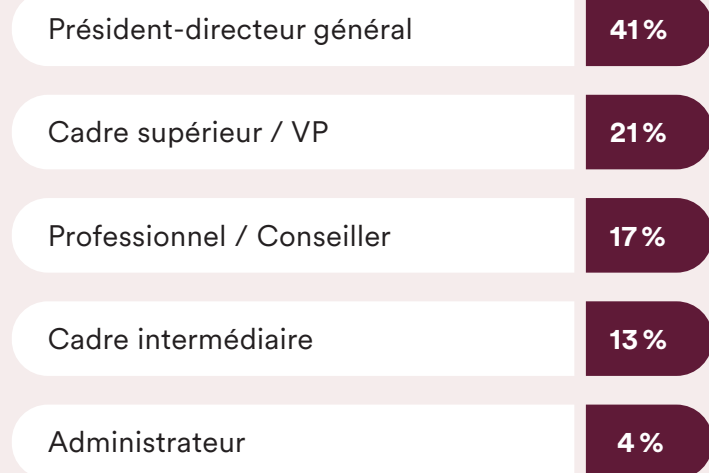 Président-directeur général 41 %
Cadre supérieur / VP 21 %
Professionnel / Conseiller 17 %
Cadre intermédiaire 13 %
Administrateur 4 %